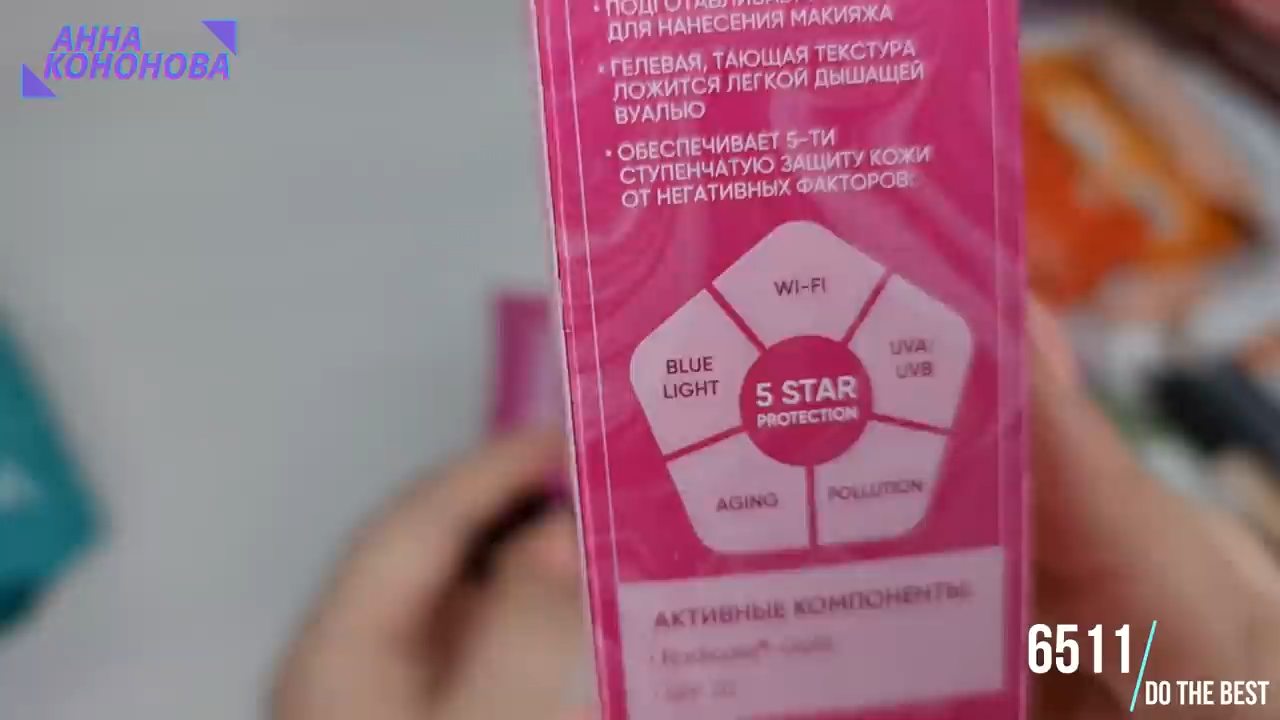 АННА
КОНОНОВА
ДЛЯ НАНЕСЕНИЯ МАКИЯЖА
• ГЕЛЕВАЯ, ТАЮЩАЯ ТЕКСТУРА
ЛОЖИТСЯ ЛЕГКОЙ ДЫШАЩЕЙ
ВУАЛЬЮ
• ОБЕСПЕЧИВАЕТ 5-ТИ
СТУПЕНЧАТУЮ ЗАЩИТУ КОЖИ
ОТ НЕГАТИВНЫХ ФАКТОРОВ:
WI-FI
BLUE
LIGHT
UVA/
UVB
5 STAR
PROTECTION
AGING
POLLUTION
АКТИВНЫЕ КОМПОНЕНТЫ:
6511
DO THE BEST